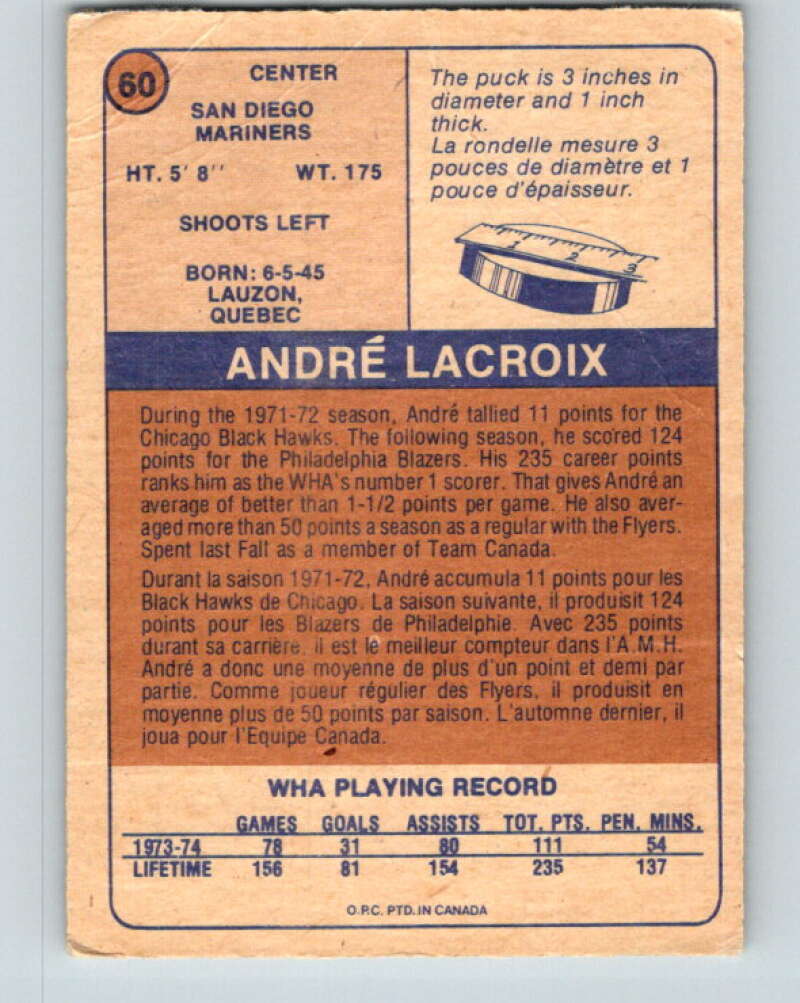 60
CENTER
SAN DIEGO
MARINERS
HT. 5' 8'' WT. 175
SHOOTS LEFT
BORN: 6-5-45
LAUZON,
QUEBEC
The puck is 3 inches in
diameter and 1 inch
thick.
La rondelle mesure 3
pouces de diamètre et 1
pouce d'épaisseur.
1 2 3
ANDRÉ LACROIX
During the 1971-72 season, André tallied 11 points for the
Chicago Black Hawks. The following season, he scored 124
points for the Philadelphia Blazers. His 235 career points
ranks him as the WHA's number 1 scorer. That gives André an
average of better than 1-1/2 points per game. He also aver-
aged more than 50 points a season as a regular with the Flyers.
Spent last Fall as a member of Team Canada.
Durant la saison 1971-72, André accumula 11 points pour les
Black Hawks de Chicago. La saison suivante, il produisit 124
points pour les Blazers de Philadelphie. Avec 235 points
durant sa carrière, il est le meilleur compteur dans l'A.M.H.
André a donc une moyenne de plus d'un point et demi par
partie. Comme joueur régulier des Flyers, il produisit en
moyenne plus de 50 points par saison. L'automne dernier, il
joua pour l'Equipe Canada.
WHA PLAYING RECORD
GAMES GOALS ASSISTS TOT. PTS. PEN. MINS.
1973-74 78 31 80 111 54
LIFETIME 156 81 154 235 137
O.P.C. PTD. IN CANADA